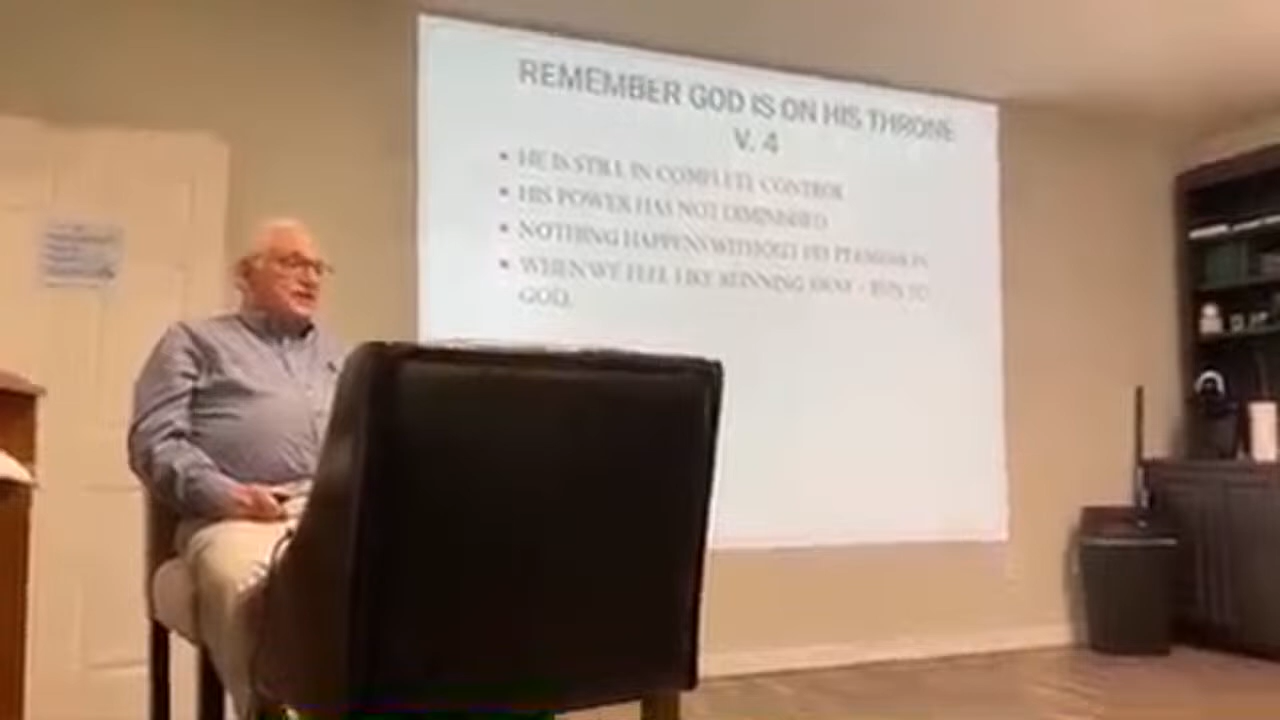 REMEMBER GOD IS ON HIS THRONE
V. 4
• HE IS STILL IN COMPLETE CONTROL
• HIS POWER HAS NOT DIMINISHED
• NOTHING HAPPENS WITHOUT HIS PERMISSION
• WHEN WE FEEL LIKE RUNNING AWAY - RUN TO
GOD.